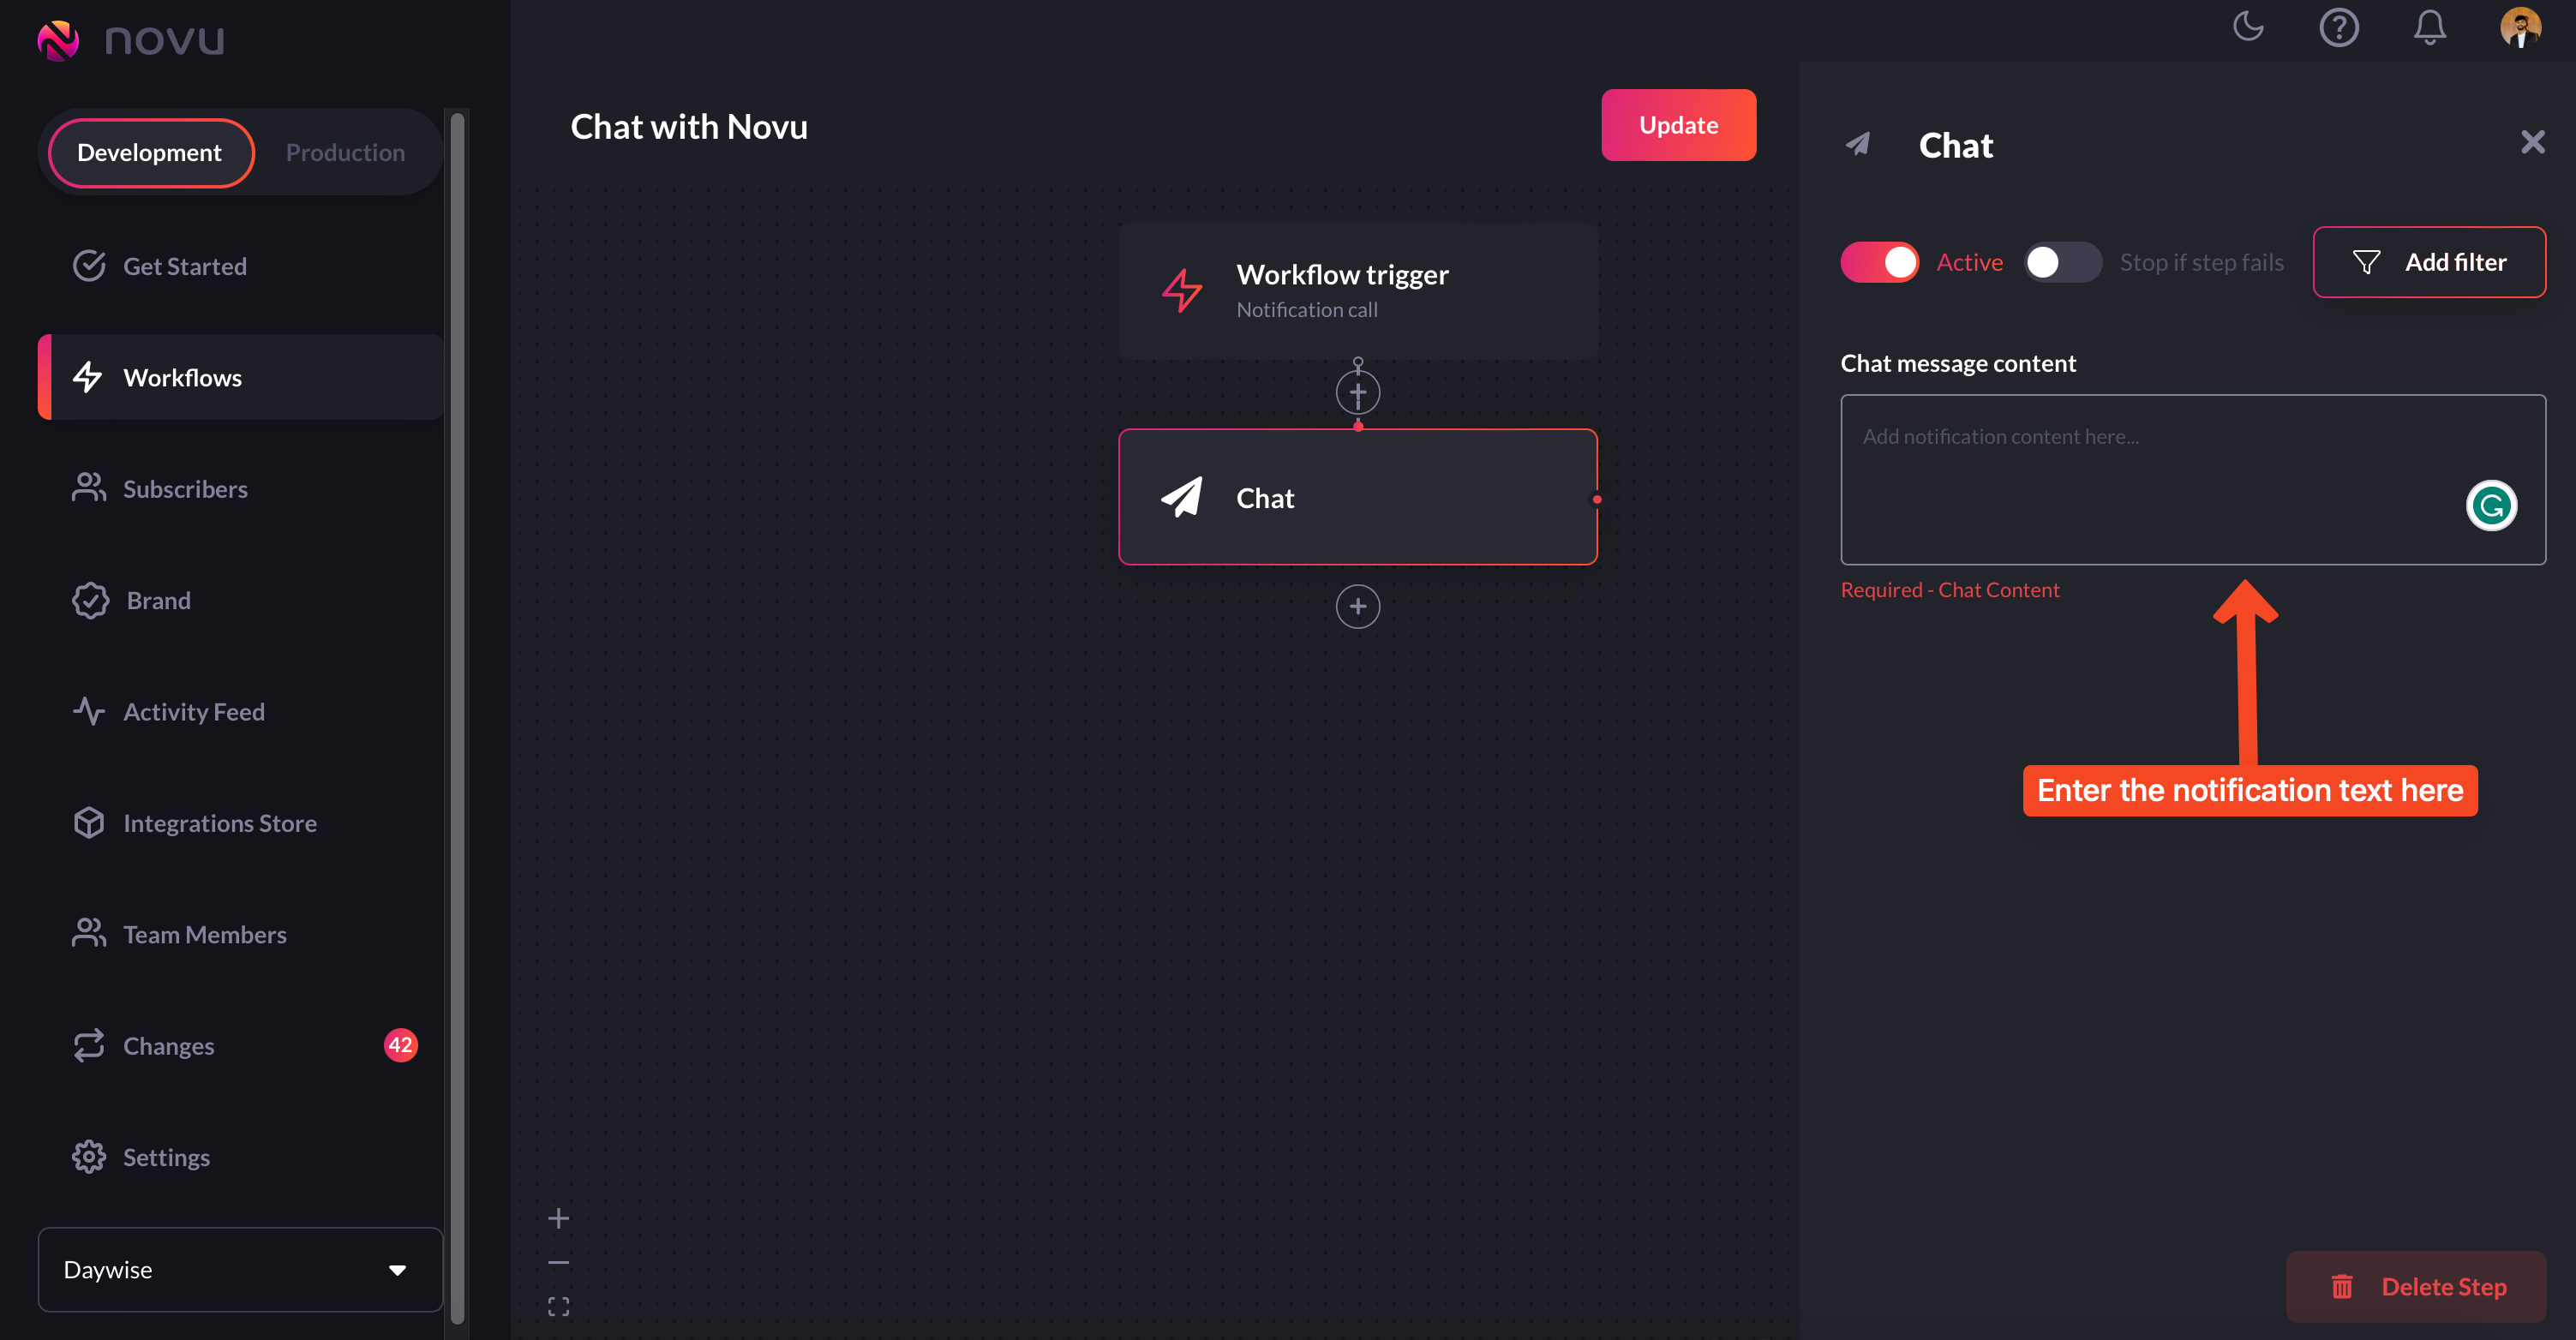 novu
Development
Production
Get Started
Workflows
Subscribers
Brand
Activity Feed
Integrations Store
Team Members
Changes
42
Settings
Daywise
Chat with Novu
Update
Workflow trigger
Notification call
Chat
Chat
Active
Stop if step fails
Add filter
Chat message content
Add notification content here...
Required - Chat Content
Enter the notification text here
Delete Step